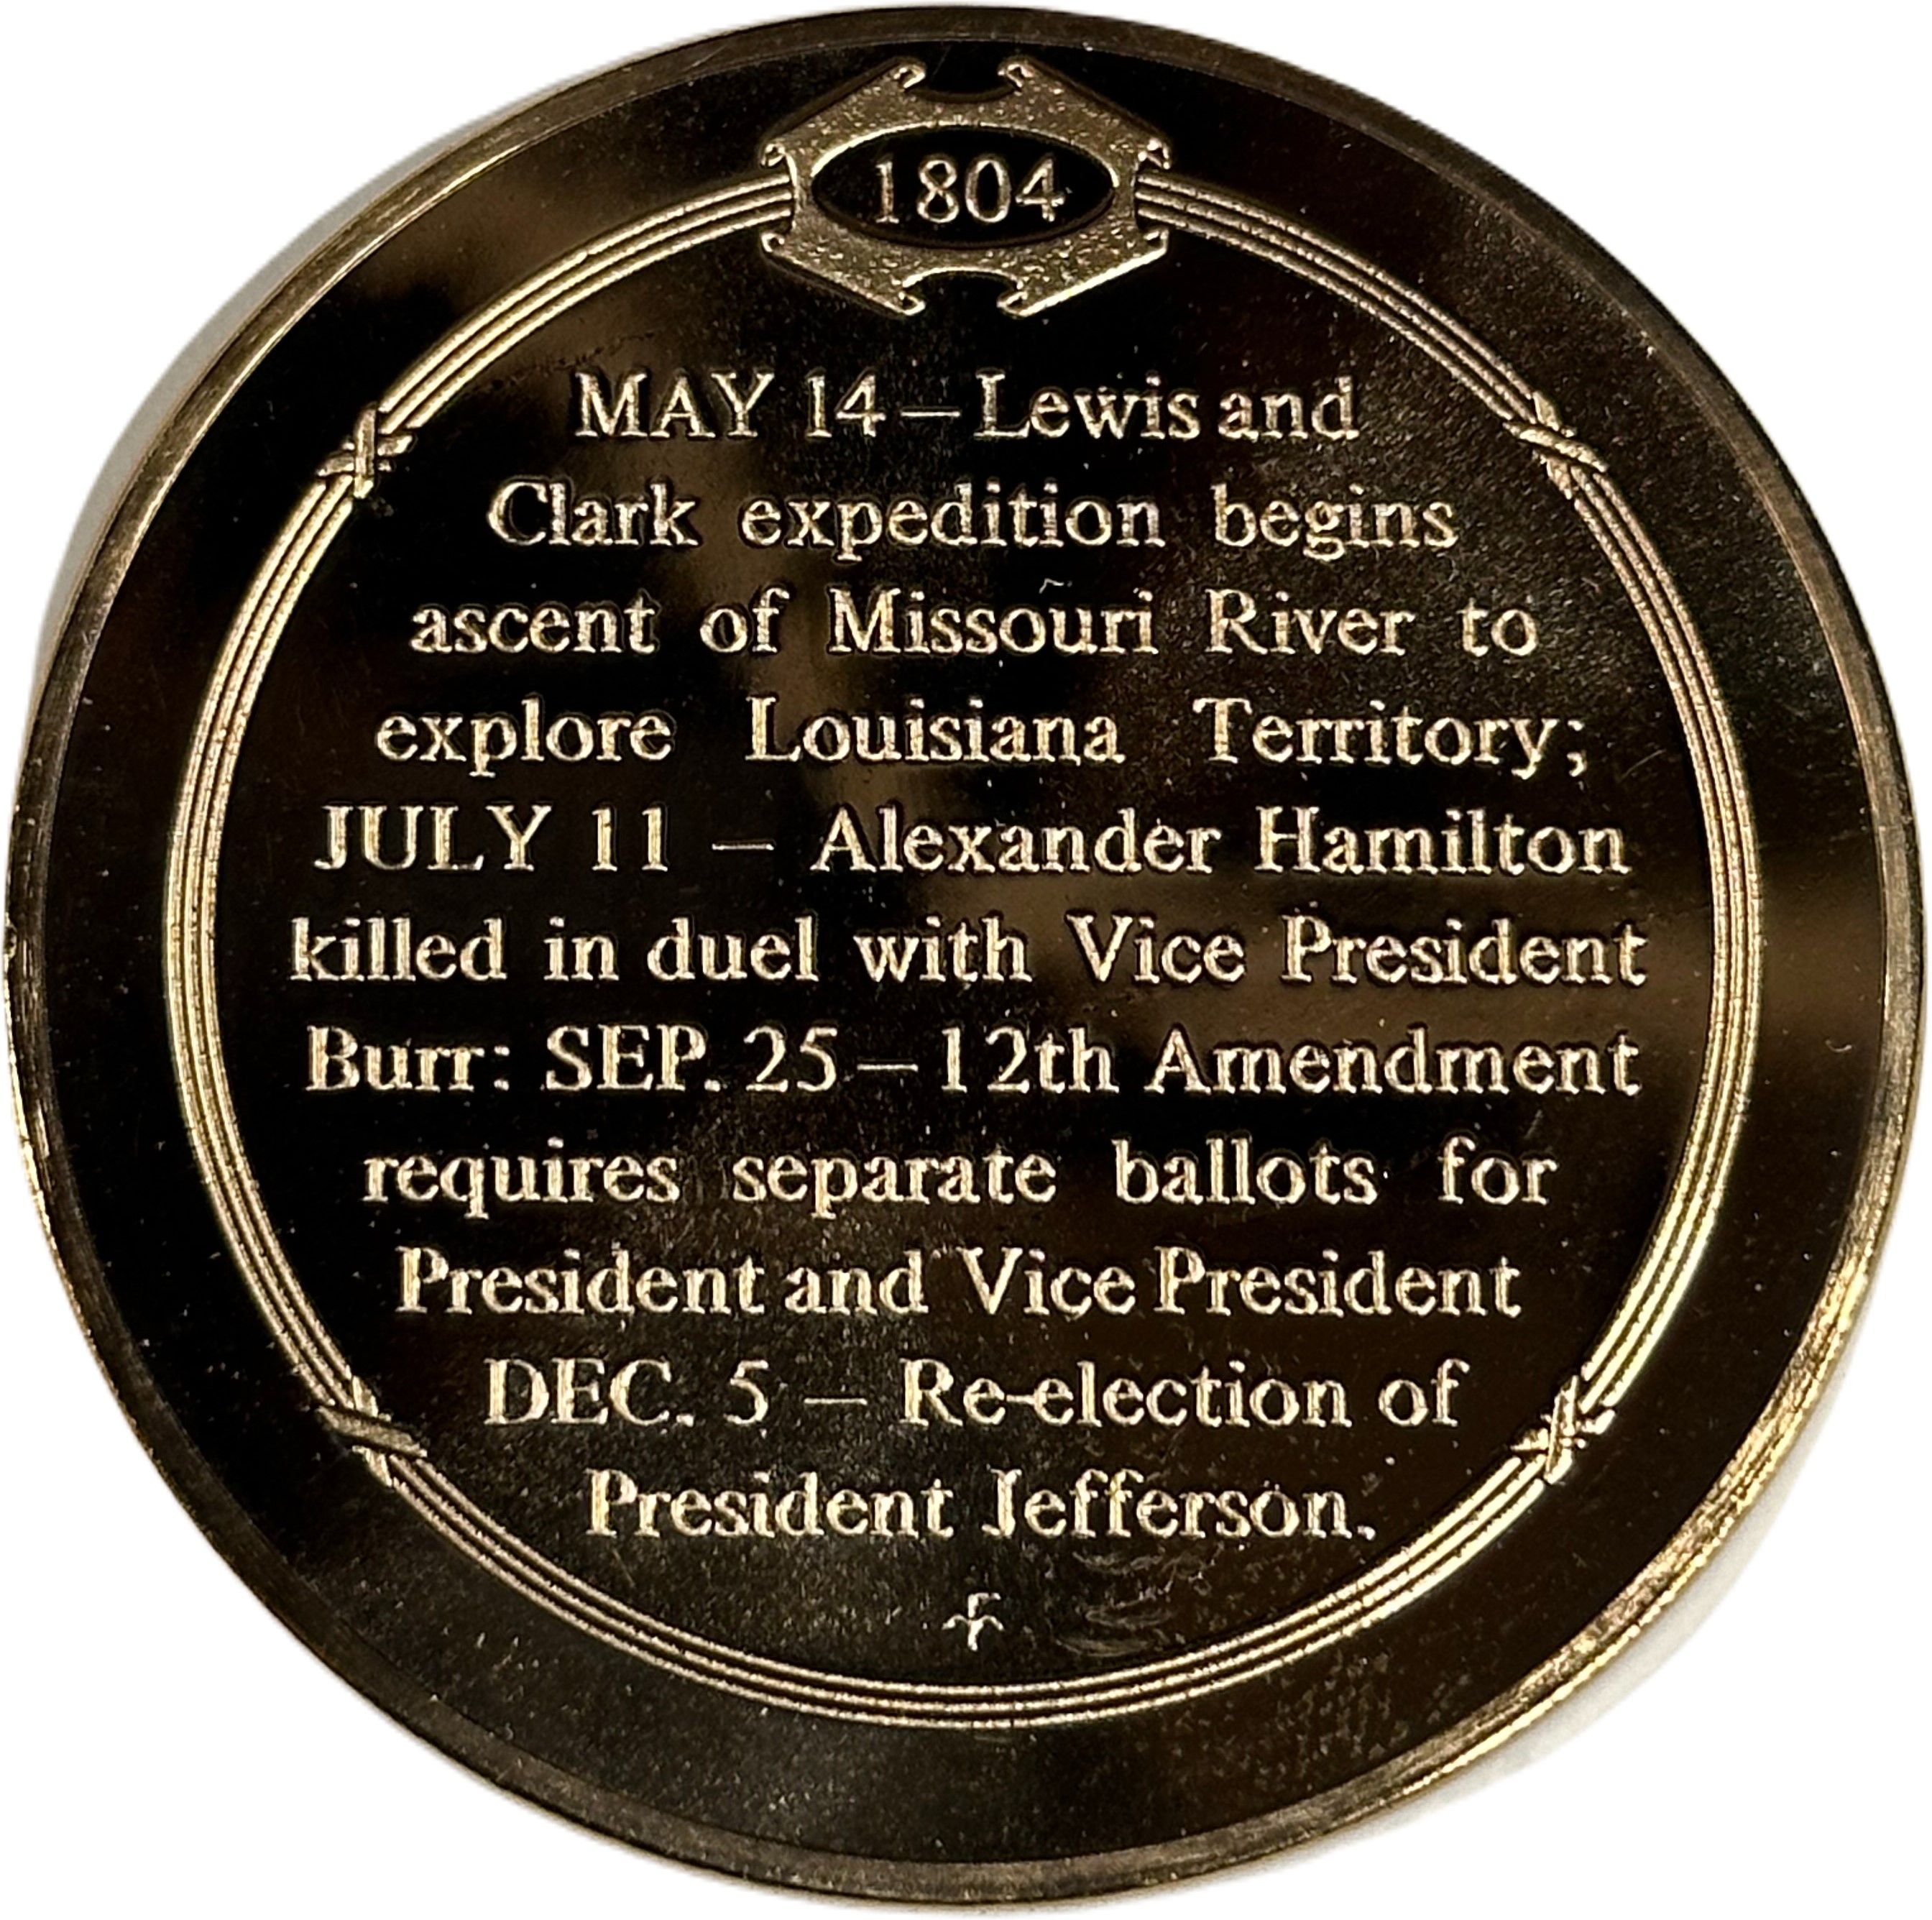 1804
MAY 14 – Lewis and
Clark expedition begins
ascent of Missouri River to
explore Louisiana Territory;
JULY 11 – Alexander Hamilton
killed in duel with Vice President
Burr: SEP. 25 – 12th Amendment
requires separate ballots for
President and Vice President
DEC. 5 – Re-election of
President Jefferson.